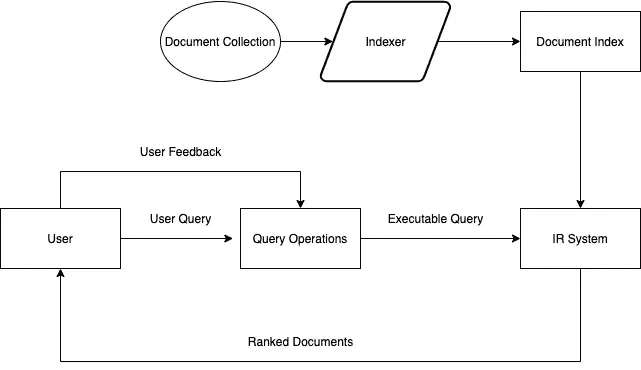 Document Collection
Indexer
Document Index
User Feedback
User Query
Executable Query
User
Query Operations
IR System
Ranked Documents